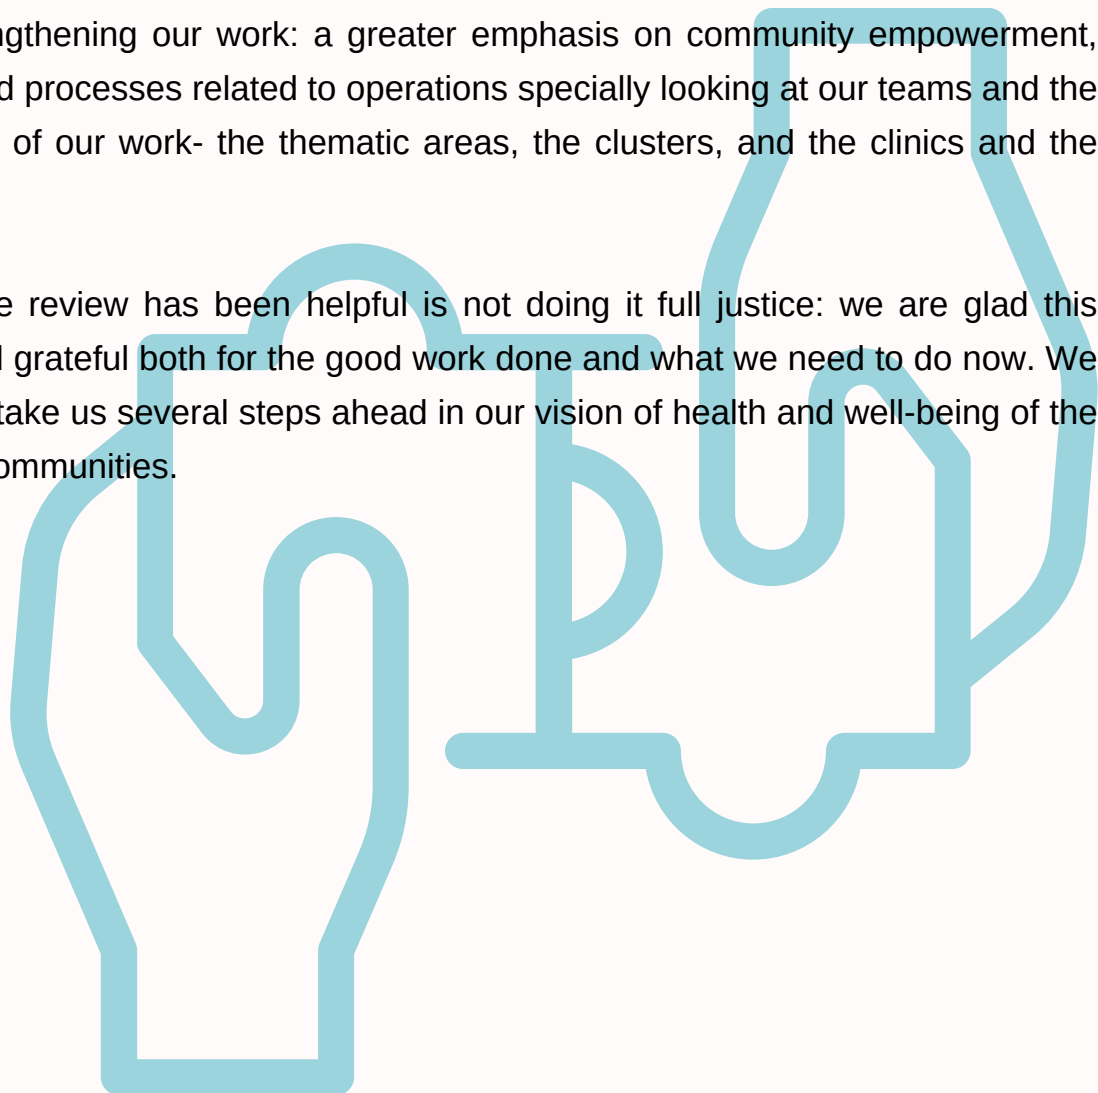 ngthening our work: a greater emphasis on community empowerment,
d processes related to operations specially looking at our teams and the
of our work- the thematic areas, the clusters, and the clinics and the
e review has been helpful is not doing it full justice: we are glad this
grateful both for the good work done and what we need to do now. We
take us several steps ahead in our vision of health and well-being of the
ommunities.